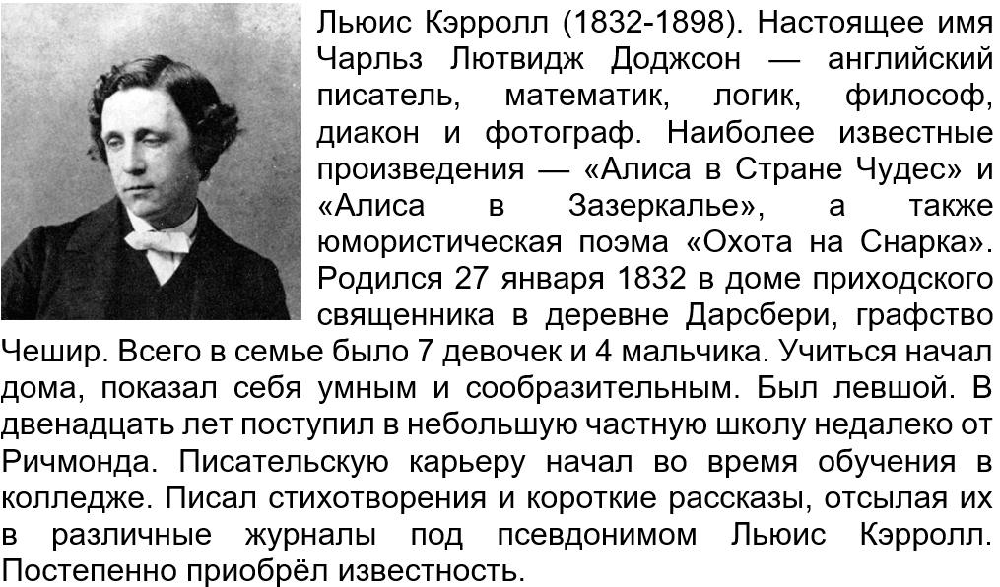 Льюис Кэрролл (1832-1898). Настоящее имя
Чарльз Лютвидж Доджсон — английский
писатель, математик, логик, философ,
диакон и фотограф. Наиболее известные
произведения — «Алиса в Стране Чудес» и
«Алиса в Зазеркалье», а также
юмористическая поэма «Охота на Снарка».
Родился 27 января 1832 в доме приходского
священника в деревне Дарсбери, графство
Чешир. Всего в семье было 7 девочек и 4 мальчика. Учиться начал
дома, показал себя умным и сообразительным. Был левшой. В
двенадцать лет поступил в небольшую частную школу недалеко от
Ричмонда. Писательскую карьеру начал во время обучения в
колледже. Писал стихотворения и короткие рассказы, отсылая их
в различные журналы под псевдонимом Льюис Кэрролл.
Постепенно приобрёл известность.